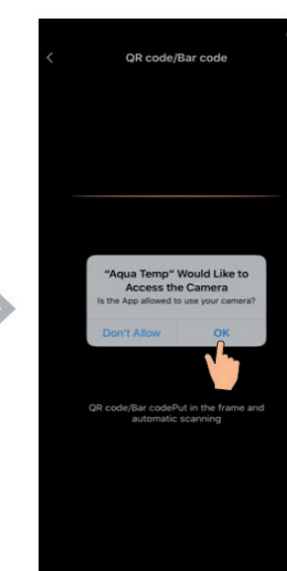 QR code/Bar code
"Aqua Temp" Would Like to
Access the Camera
Is the App allowed to use your camera?
Don't Allow OK
QR code/Bar codePut in the frame and
automatic scanning